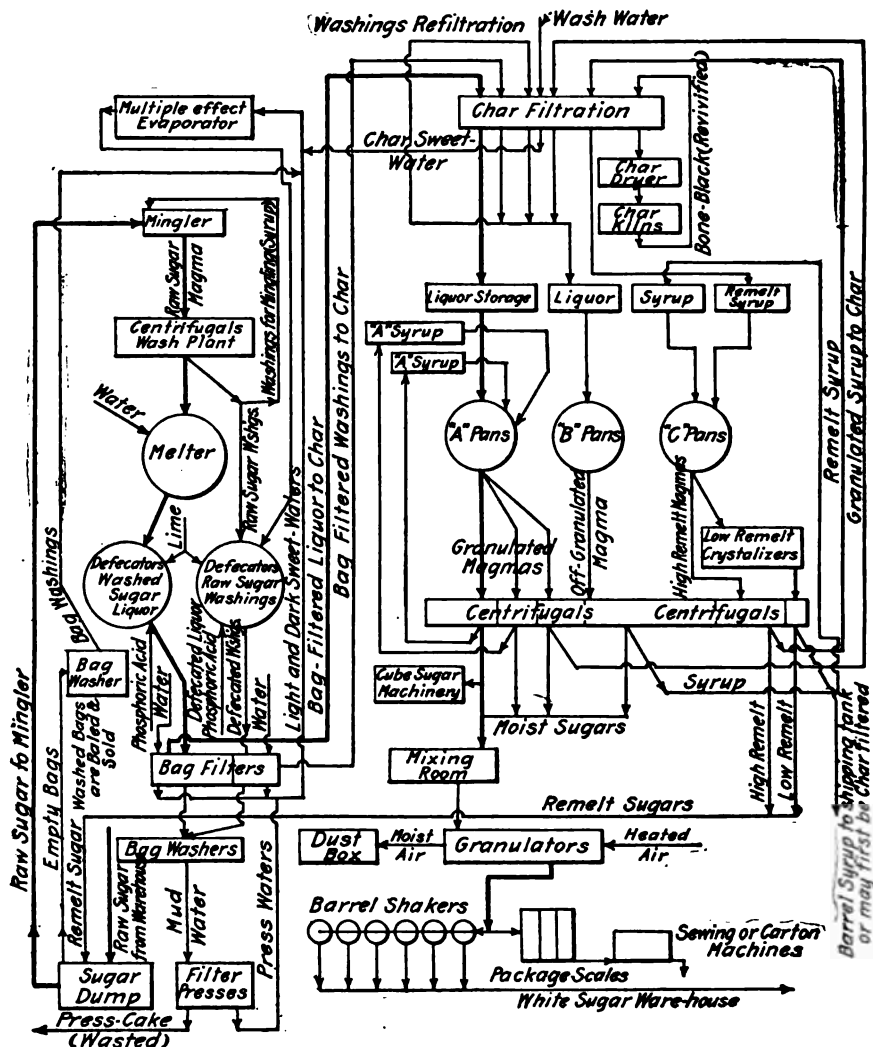 Washings Refiltration
Wash Water
Multiple effect
Evaporator
Char Filtration
Char Sweet-
Water
Char
Dryer
Char
Kilns
Bone-Black (Revivified)
Mingler
Raw Sugar
Magma
Washings for Mingling (Syrup)
Centrifugals
Wash Plant
Liquor Storage
Liquor
Syrup
Remelt
Syrup
"A" Syrup
"A" Syrup
Water
Melter
Raw Sugar Wshgs.
"A" Pans
"B" Pans
"C" Pans
Lime
Defecators
Washed
Sugar
Liquor
Defecators
Raw Sugar
Washings
Light and Dark Sweet-Waters
Bag-Filtered Liquor to Char
Bag Filtered Washings to Char
Granulated
Magmas
Off-Granulated
Magma
High Remelt Magmas
Low Remelt
Crystalizers
Remelt Syrup
Granulated Syrup to Char
Centrifugals
Centrifugals
Bag Washings
Bag
Washer
Phosphoric Acid
Water
Defecated Liquor
Phosphoric Acid
Defecated Wshgs
Water
Cube Sugar
Machinery
Syrup
Moist Sugars
Washed Bags
are Baled &
Sold
Bag Filters
Mixing
Room
High Remelt
Low Remelt
Barrel Syrup to shipping tank
or may first be Char filtered
Raw Sugar to Mingler
Empty Bags
Remelt Sugar
Remelt Sugars
Bag Washers
Raw Sugar
from Warehouse
Mud
Water
Press Waters
Dust
Box
Moist
Air
Granulators
Heated
Air
Barrel Shakers
Sewing or Carton
Machines
Package Scales
White Sugar Ware-house
Sugar
Dump
Filter
Presses
Press-Cake
(Wasted)